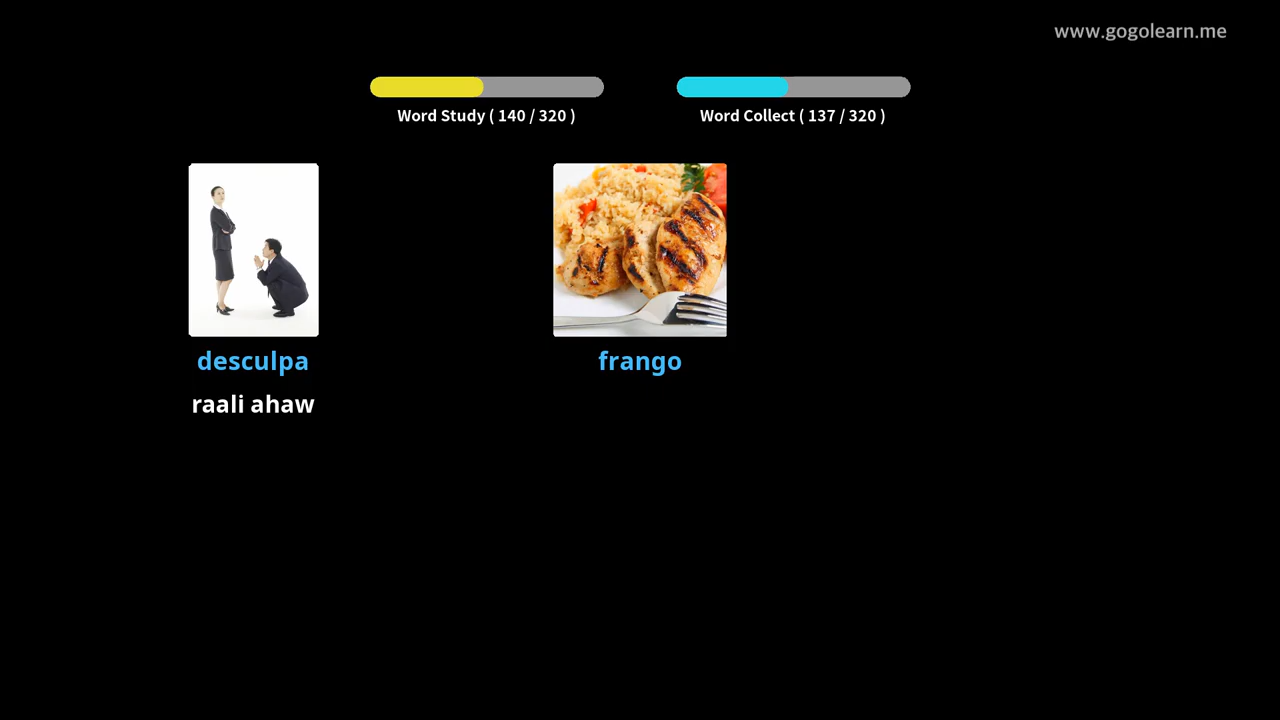 www.gogolearn.me
Word Study ( 140 / 320 )
Word Collect ( 137 / 320 )
desculpa
frango
raali ahaw